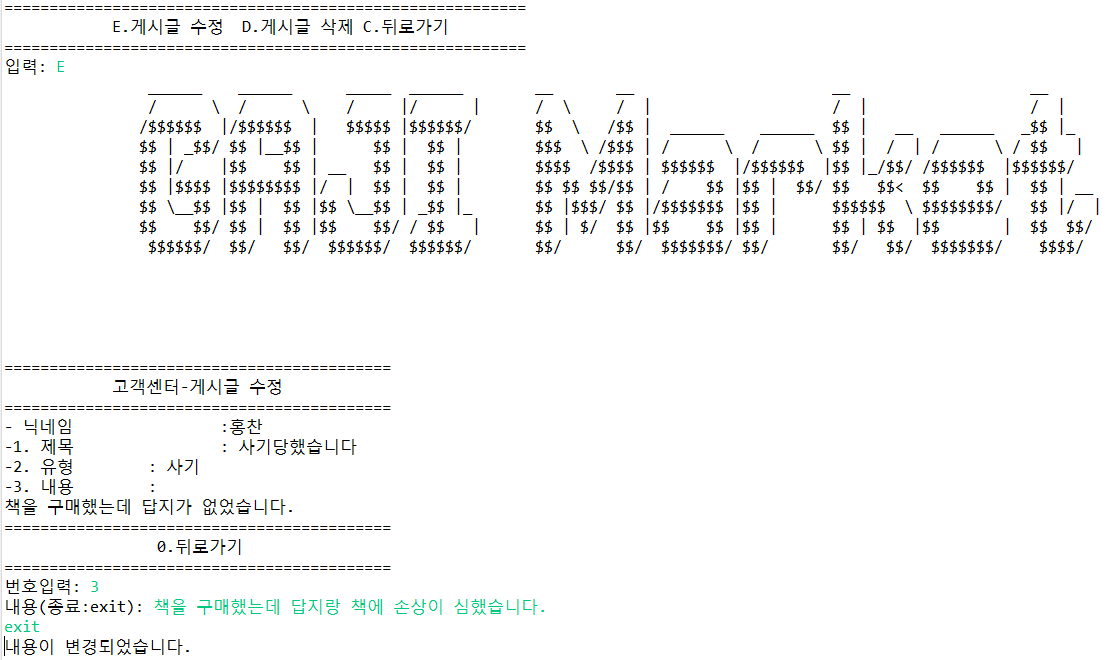 ==========================================================
E.게시글 수정  D.게시글 삭제 C.뒤로가기
==========================================================
입력: E
GAJI Market
===========================================
고객센터-게시글 수정
===========================================
- 닉네임                :홍찬
-1. 제목                : 사기당했습니다
-2. 유형        : 사기
-3. 내용        :
책을 구매했는데 답지가 없었습니다.
===========================================
0.뒤로가기
===========================================
번호입력: 3
내용(종료:exit): 책을 구매했는데 답지랑 책에 손상이 심했습니다.
exit
내용이 변경되었습니다.